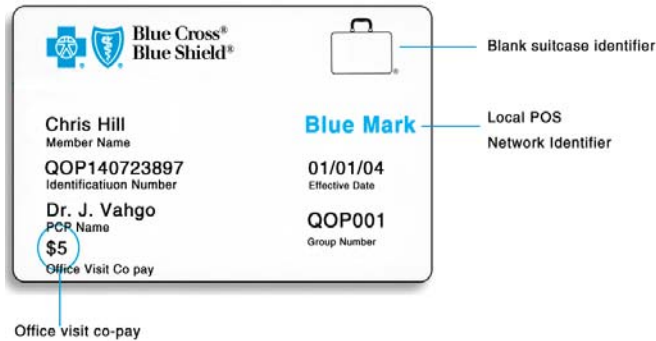 Blue Cross®
Blue Shield®
®
®
®
Blank suitcase identifier
Chris Hill
Member Name
Blue Mark
Local POS
Network Identifier
QOP140723897
Identificatiuon Number
01/01/04
Effective Date
Dr. J. Vahgo
PCP Name
QOP001
Group Number
$5
Office Visit Co pay
Office visit co-pay